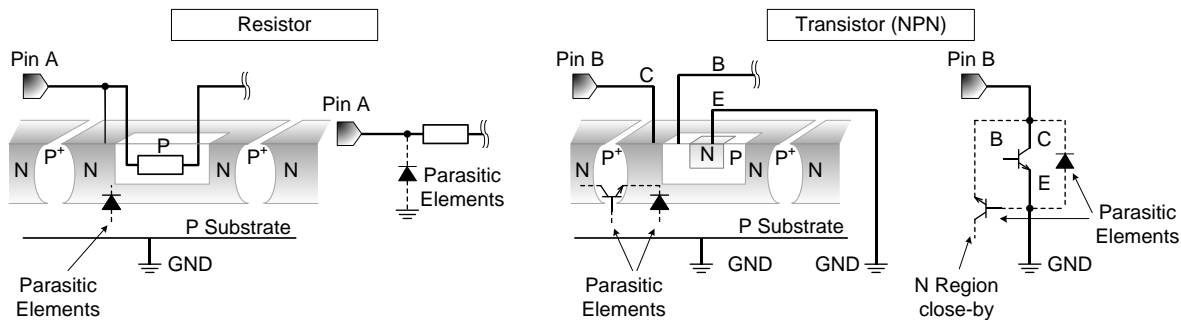 Resistor
Transistor (NPN)
Pin A
Pin A
N
P+
N
P
N
P+
N
Parasitic
Elements
P Substrate
GND
Parasitic
Elements
Pin B
C
B
E
N
P+
N
N
P
N
P+
N
P Substrate
GND
GND
Parasitic
Elements
Pin B
B
C
E
Parasitic
Elements
GND
N Region
close-by